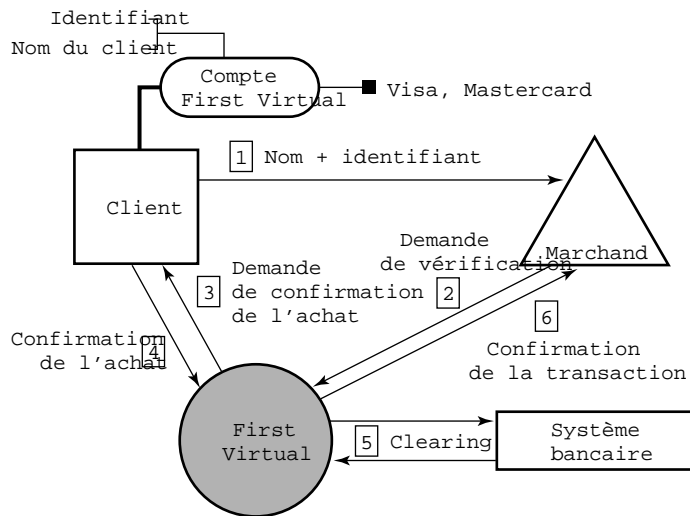 Identifiant
Nom du client
Compte
First Virtual
Visa, Mastercard
1 Nom + identifiant
Client
Marchand
Demande
de vérification
2
3
Demande
de confirmation
de l'achat
Confirmation
de l'achat
4
6
Confirmation
de la transaction
First
Virtual
5 Clearing
Système
bancaire